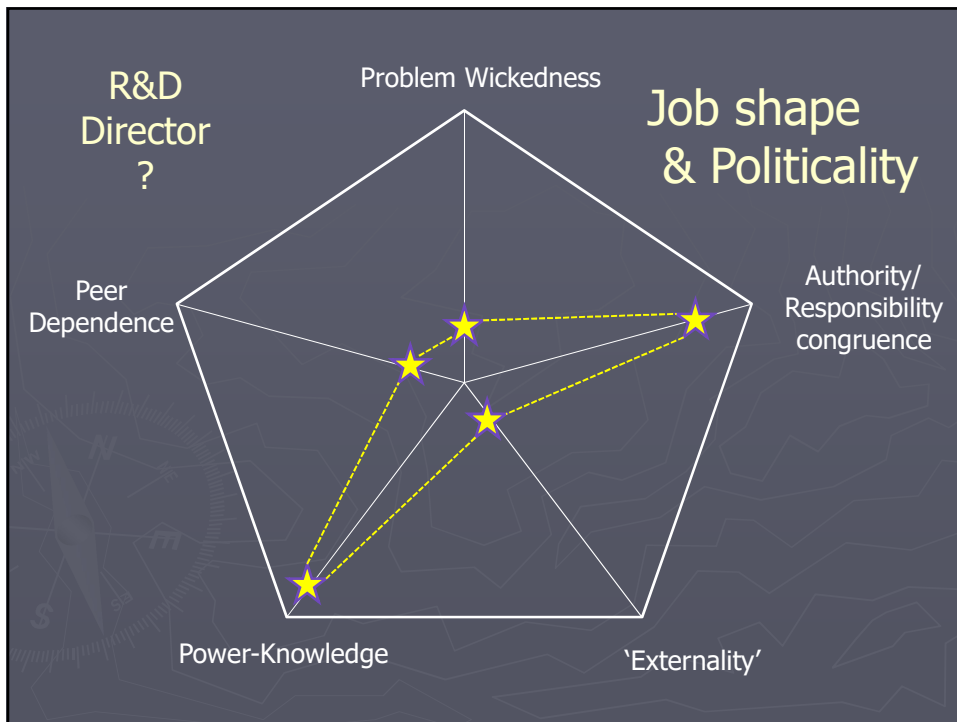 R&D
Director
?
Problem Wickedness
Job shape
& Politicality
Peer
Dependence
Authority/
Responsibility
congruence
Power-Knowledge
‘Externality’
N
E
S